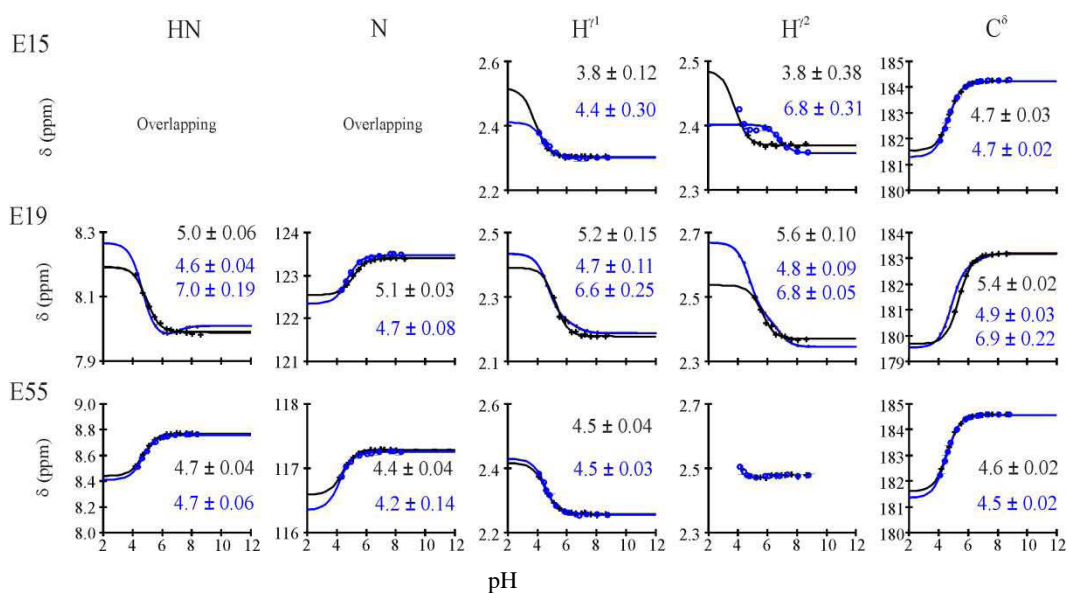 HN N Hγ1 Hγ2 Cδ
E15
δ (ppm)
Overlapping
Overlapping
2.6
2.4
2.2
3.8 ± 0.12
4.4 ± 0.30
2.5
2.4
2.3
3.8 ± 0.38
6.8 ± 0.31
185
184
183
182
181
180
4.7 ± 0.03
4.7 ± 0.02
E19
δ (ppm)
8.3
8.1
7.9
5.0 ± 0.06
4.6 ± 0.04
7.0 ± 0.19
124
123
122
121
5.1 ± 0.03
4.7 ± 0.08
2.5
2.3
2.1
5.2 ± 0.15
4.7 ± 0.11
6.6 ± 0.25
2.7
2.5
2.3
5.6 ± 0.10
4.8 ± 0.09
6.8 ± 0.05
184
183
182
181
180
179
5.4 ± 0.02
4.9 ± 0.03
6.9 ± 0.22
E55
δ (ppm)
9.0
8.8
8.6
8.4
8.2
8.0
4.7 ± 0.04
4.7 ± 0.06
2 4 6 8 10 12
118
117
116
4.4 ± 0.04
4.2 ± 0.14
2 4 6 8 10 12
2.6
2.4
2.2
4.5 ± 0.04
4.5 ± 0.03
2 4 6 8 10 12
2.7
2.5
2.3
2 4 6 8 10 12
185
184
183
182
181
180
4.6 ± 0.02
4.5 ± 0.02
2 4 6 8 10 12
pH